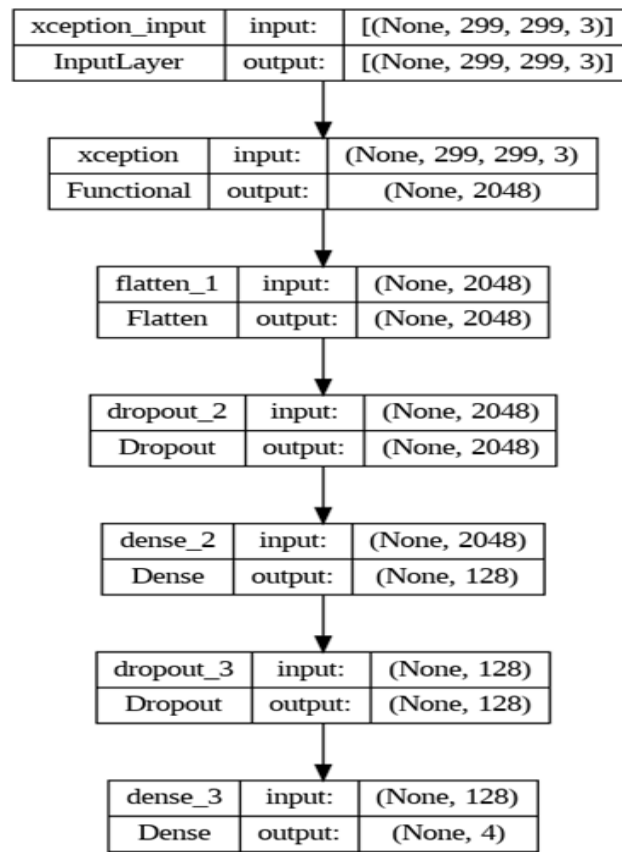 xception_input input: [(None, 299, 299, 3)]
InputLayer output: [(None, 299, 299, 3)]
xception input: (None, 299, 299, 3)
Functional output: (None, 2048)
flatten_1 input: (None, 2048)
Flatten output: (None, 2048)
dropout_2 input: (None, 2048)
Dropout output: (None, 2048)
dense_2 input: (None, 2048)
Dense output: (None, 128)
dropout_3 input: (None, 128)
Dropout output: (None, 128)
dense_3 input: (None, 128)
Dense output: (None, 4)